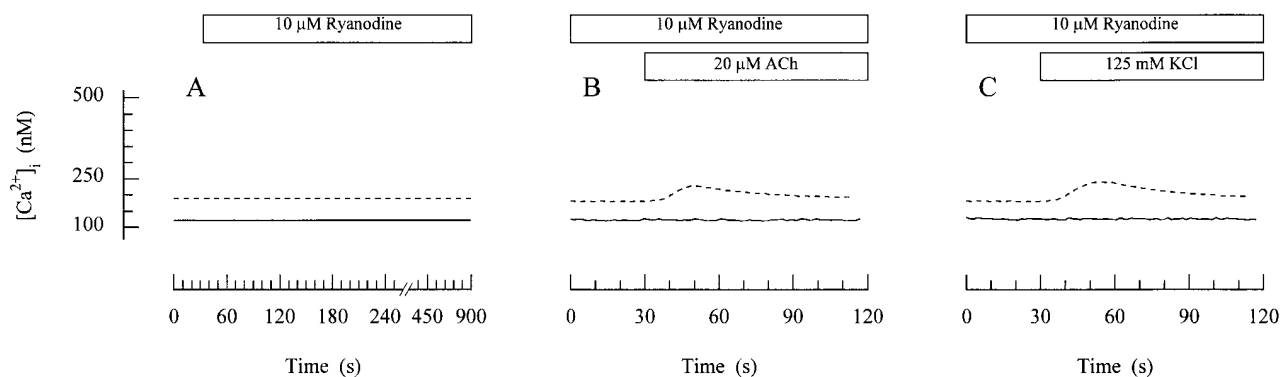 10 μM Ryanodine
10 μM Ryanodine
10 μM Ryanodine
20 μM ACh
125 mM KCl
A
B
C
500
250
100
[Ca²⁺]ᵢ (nM)
0 60 120 180 240 450 900
0 30 60 90 120
0 30 60 90 120
Time (s)
Time (s)
Time (s)